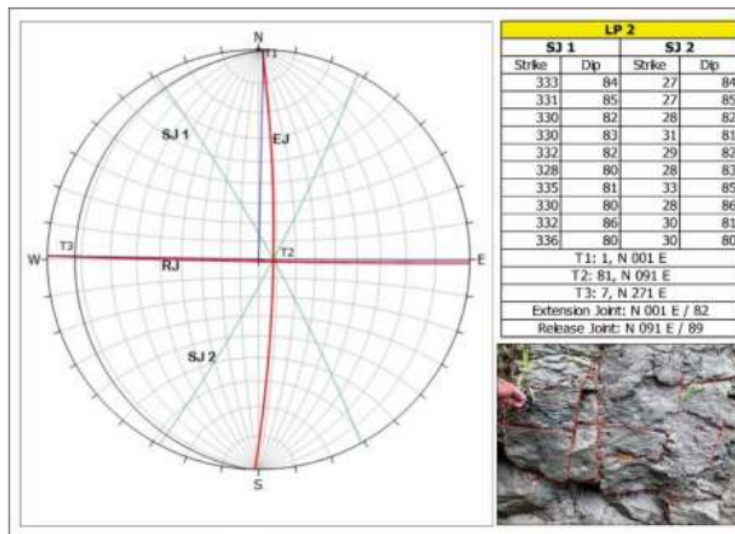 N
T1
SJ 1
EJ
W
T3
RJ
T2
E
SJ 2
S
LP 2
SJ 1 SJ 2
Strike Dip Strike Dip
333 84 27 84
331 85 27 85
330 82 28 82
330 83 31 81
332 82 29 82
328 80 28 83
335 81 33 85
330 80 28 86
332 86 30 81
336 80 30 80
T1: 1, N 001 E
T2: 81, N 091 E
T3: 7, N 271 E
Extension Joint: N 001 E / 82
Release Joint: N 091 E / 89